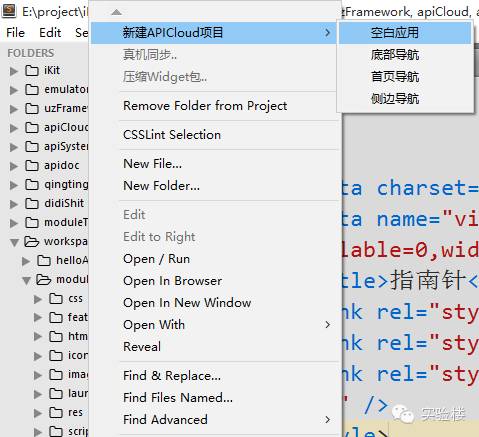 E:\project\i
tFramework, apiCloud, a
File Edit Se
FOLDERS
iKit
emulator
uzFrame
apiCloud
apiSystem
apidoc
qingting
didiShit
moduleT
workspa
helloA
modul
css
feat
htm
icon
imag
laun
res
script
新建APICloud项目
真机同步..
压缩Widget包..
Remove Folder from Project
CSSLint Selection
New File...
New Folder...
Edit
Edit to Right
Open / Run
Open In Browser
Open In New Window
Open With
Reveal
Find & Replace...
Find Files Named...
Find Advanced
空白应用
底部导航
首页导航
侧边导航
ta charset=
ta name="vi
lable=0,wid
tle>指南针<
nk rel="sty
nk rel="sty
nk rel="sty
" />
yle>
实验楼